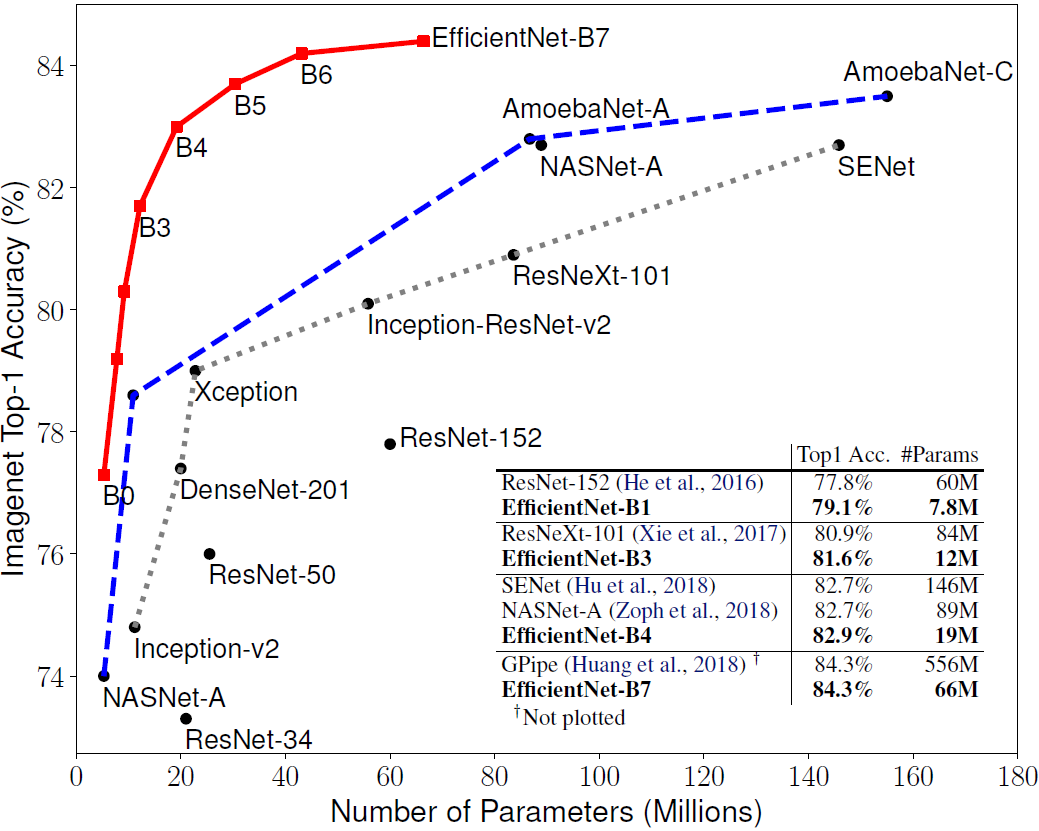 Imagenet Top-1 Accuracy (%)
84
82
80
78
76
74
EfficientNet-B7
B6
B5
B4
B3
B0
AmoebaNet-C
AmoebaNet-A
NASNet-A
SENet
ResNeXt-101
Inception-ResNet-v2
Xception
ResNet-152
DenseNet-201
ResNet-50
Inception-v2
NASNet-A
ResNet-34
Top1 Acc. #Params
ResNet-152 (He et al., 2016) 77.8% 60M
EfficientNet-B1 79.1% 7.8M
ResNeXt-101 (Xie et al., 2017) 80.9% 84M
EfficientNet-B3 81.6% 12M
SENet (Hu et al., 2018) 82.7% 146M
NASNet-A (Zoph et al., 2018) 82.7% 89M
EfficientNet-B4 82.9% 19M
GPipe (Huang et al., 2018) † 84.3% 556M
EfficientNet-B7 84.3% 66M
†Not plotted
0 20 40 60 80 100 120 140 160 180
Number of Parameters (Millions)